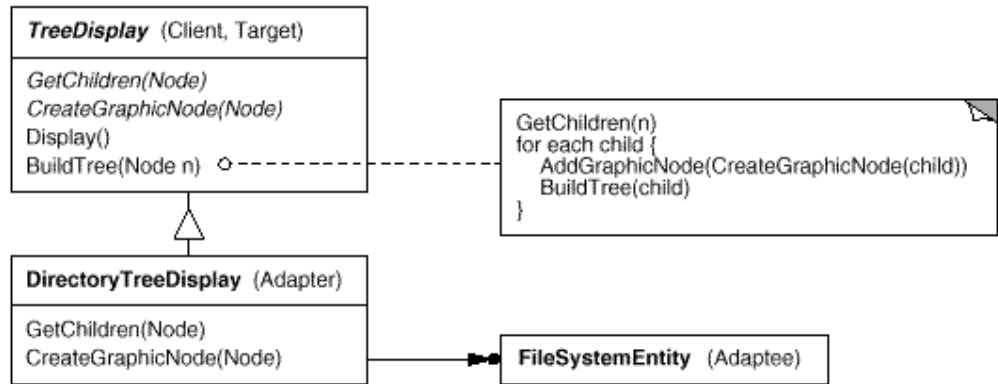 TreeDisplay (Client, Target)
GetChildren(Node)
CreateGraphicNode(Node)
Display()
BuildTree(Node n)
GetChildren(n)
for each child {
AddGraphicNode(CreateGraphicNode(child))
BuildTree(child)
}
DirectoryTreeDisplay (Adapter)
GetChildren(Node)
CreateGraphicNode(Node)
FileSystemEntity (Adaptee)